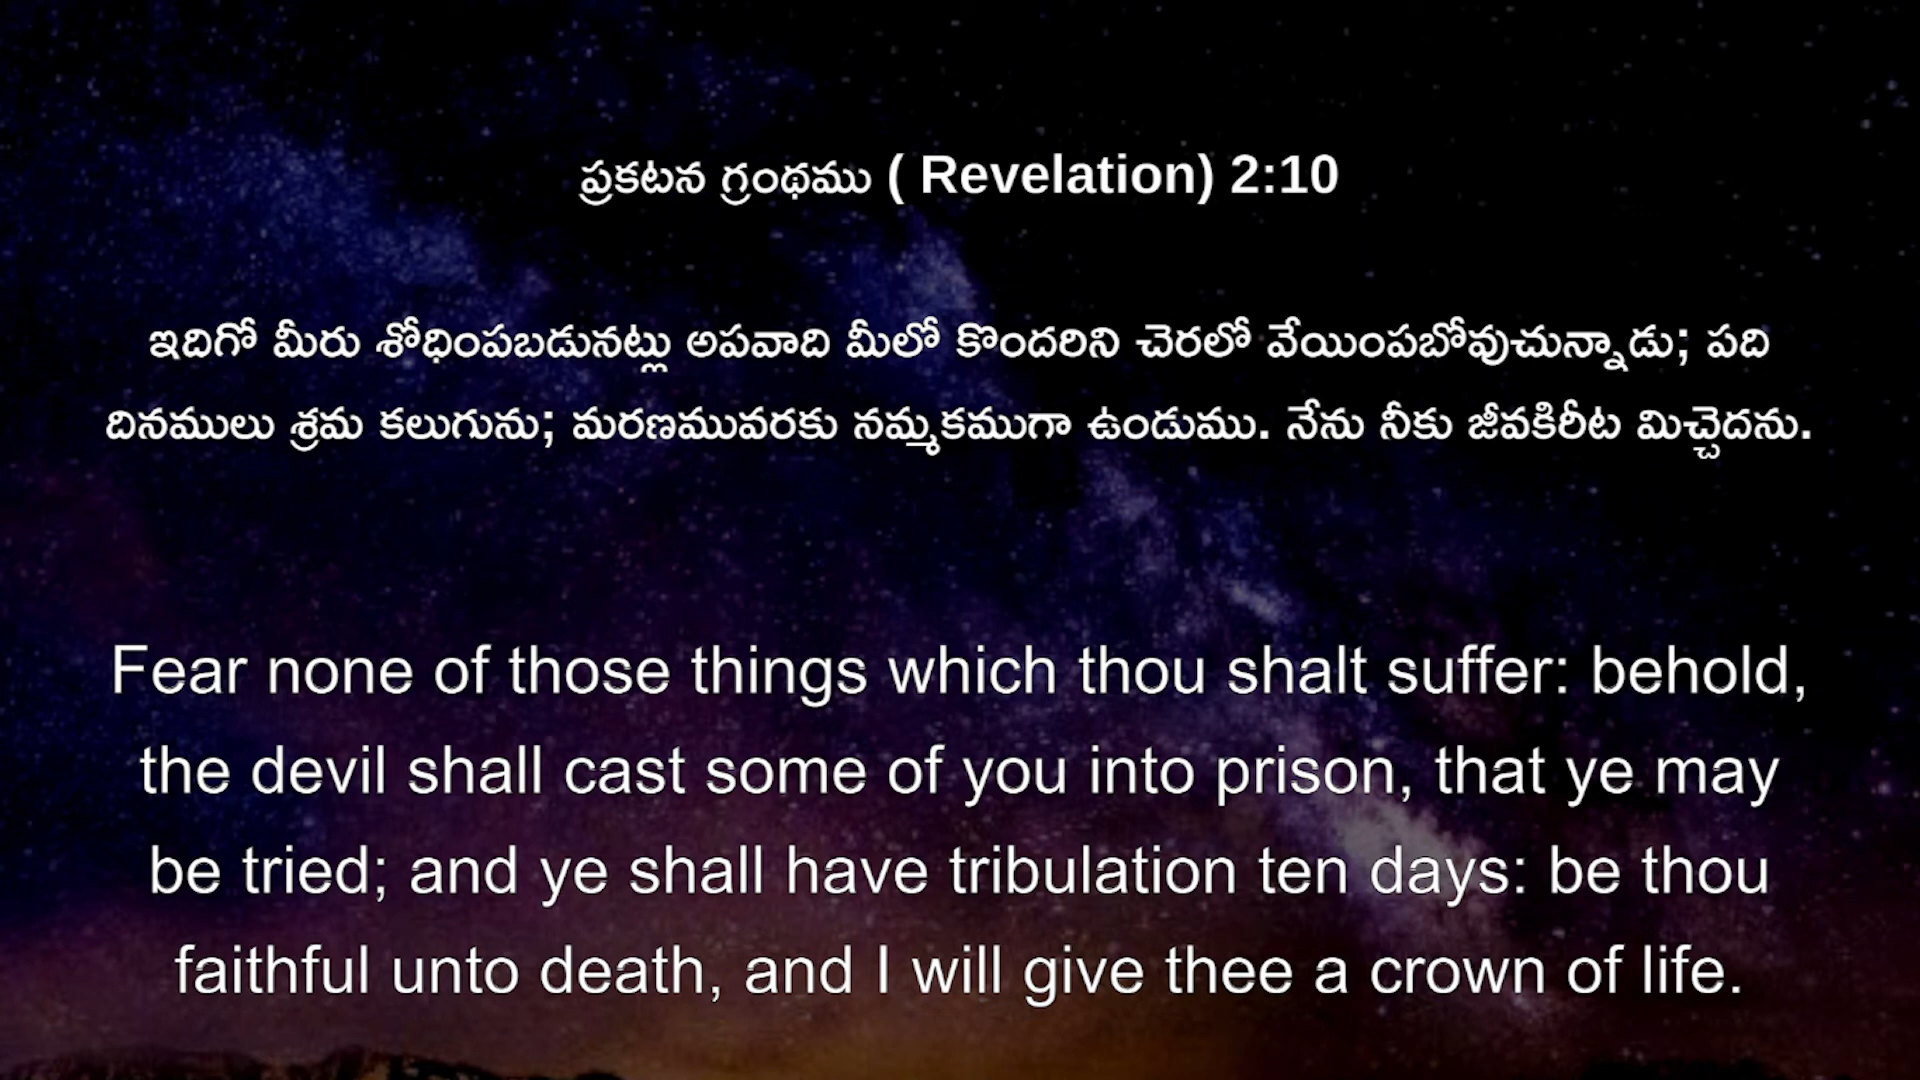 ప్రకటన గ్రంథము ( Revelation) 2:10
ఇదిగో మీరు శోధింపబడునట్లు అపవాది మీలో కొందరిని చెరలో వేయింపబోవుచున్నాడు; పది
దినములు శ్రమ కలుగును; మరణమువరకు నమ్మకముగా ఉండుము. నేను నీకు జీవకిరీట మిచ్చెదను.
Fear none of those things which thou shalt suffer: behold,
the devil shall cast some of you into prison, that ye may
be tried; and ye shall have tribulation ten days: be thou
faithful unto death, and I will give thee a crown of life.